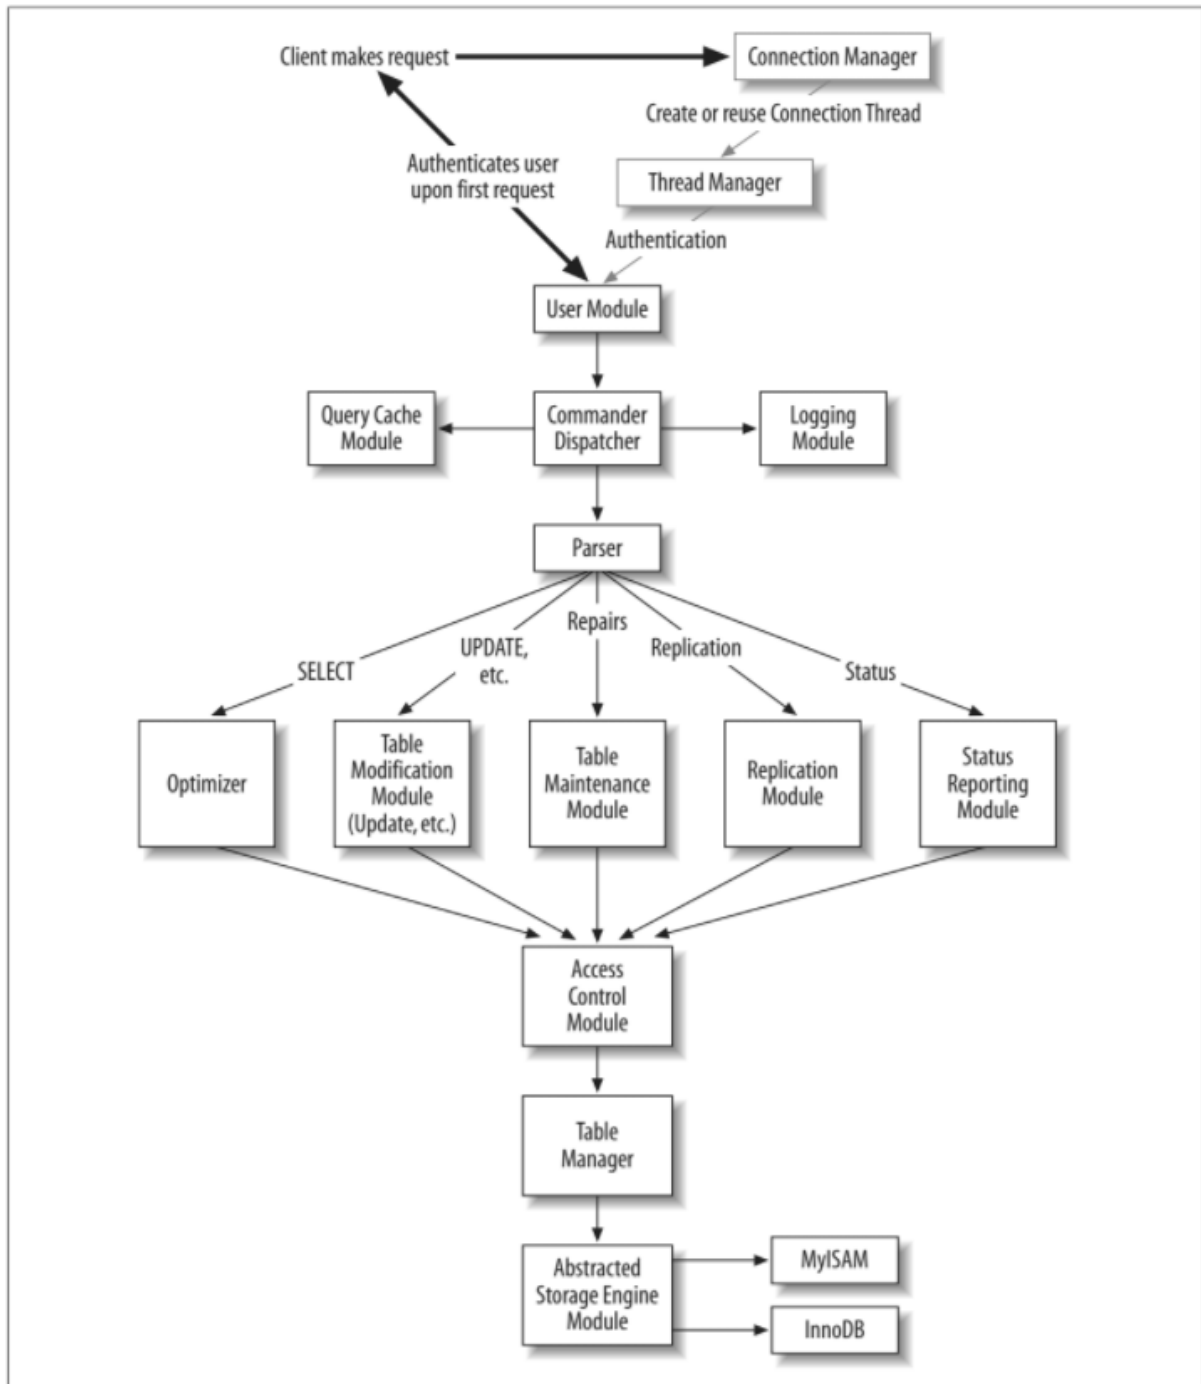 Client makes request
Connection Manager
Create or reuse Connection Thread
Authenticates user
upon first request
Thread Manager
Authentication
User Module
Query Cache
Module
Commander
Dispatcher
Logging
Module
Parser
SELECT
UPDATE,
etc.
Repairs
Replication
Status
Optimizer
Table
Modification
Module
(Update, etc.)
Table
Maintenance
Module
Replication
Module
Status
Reporting
Module
Access
Control
Module
Table
Manager
Abstracted
Storage Engine
Module
MyISAM
InnoDB